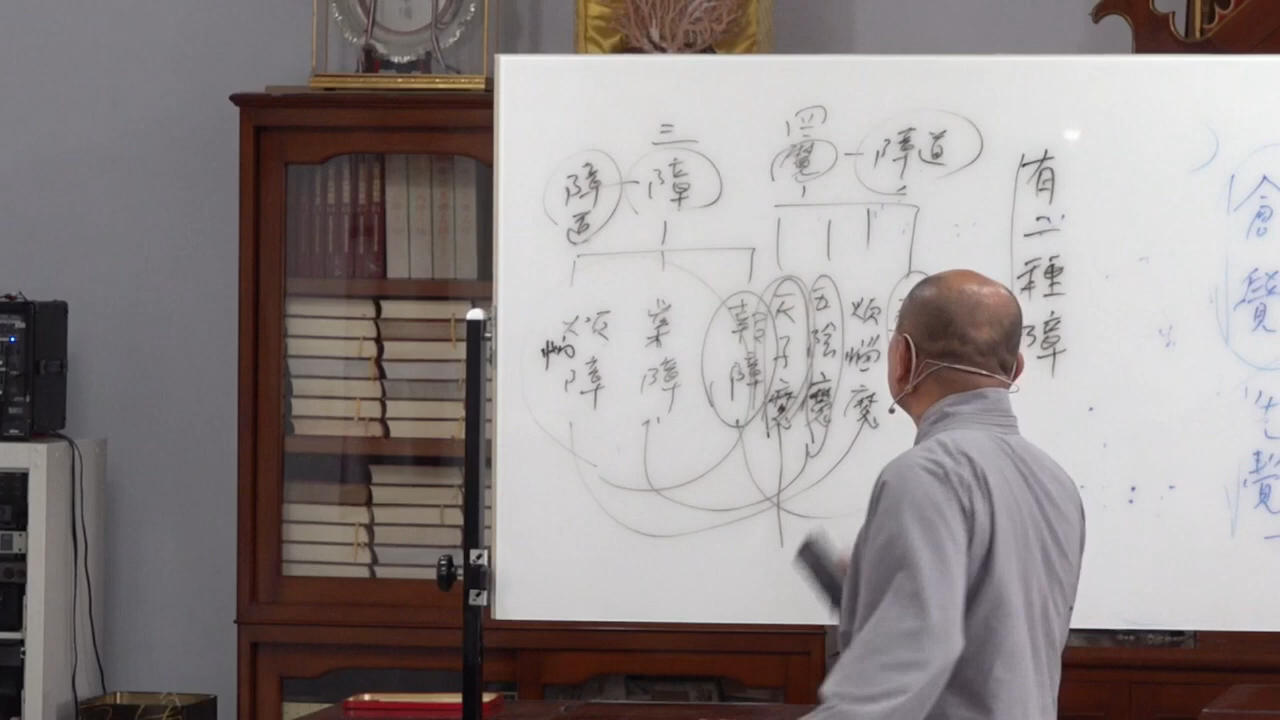 有二種障
四魔－障道
煩惱魔
五陰魔
天子魔
三障－障道
報障
業障
煩惱障